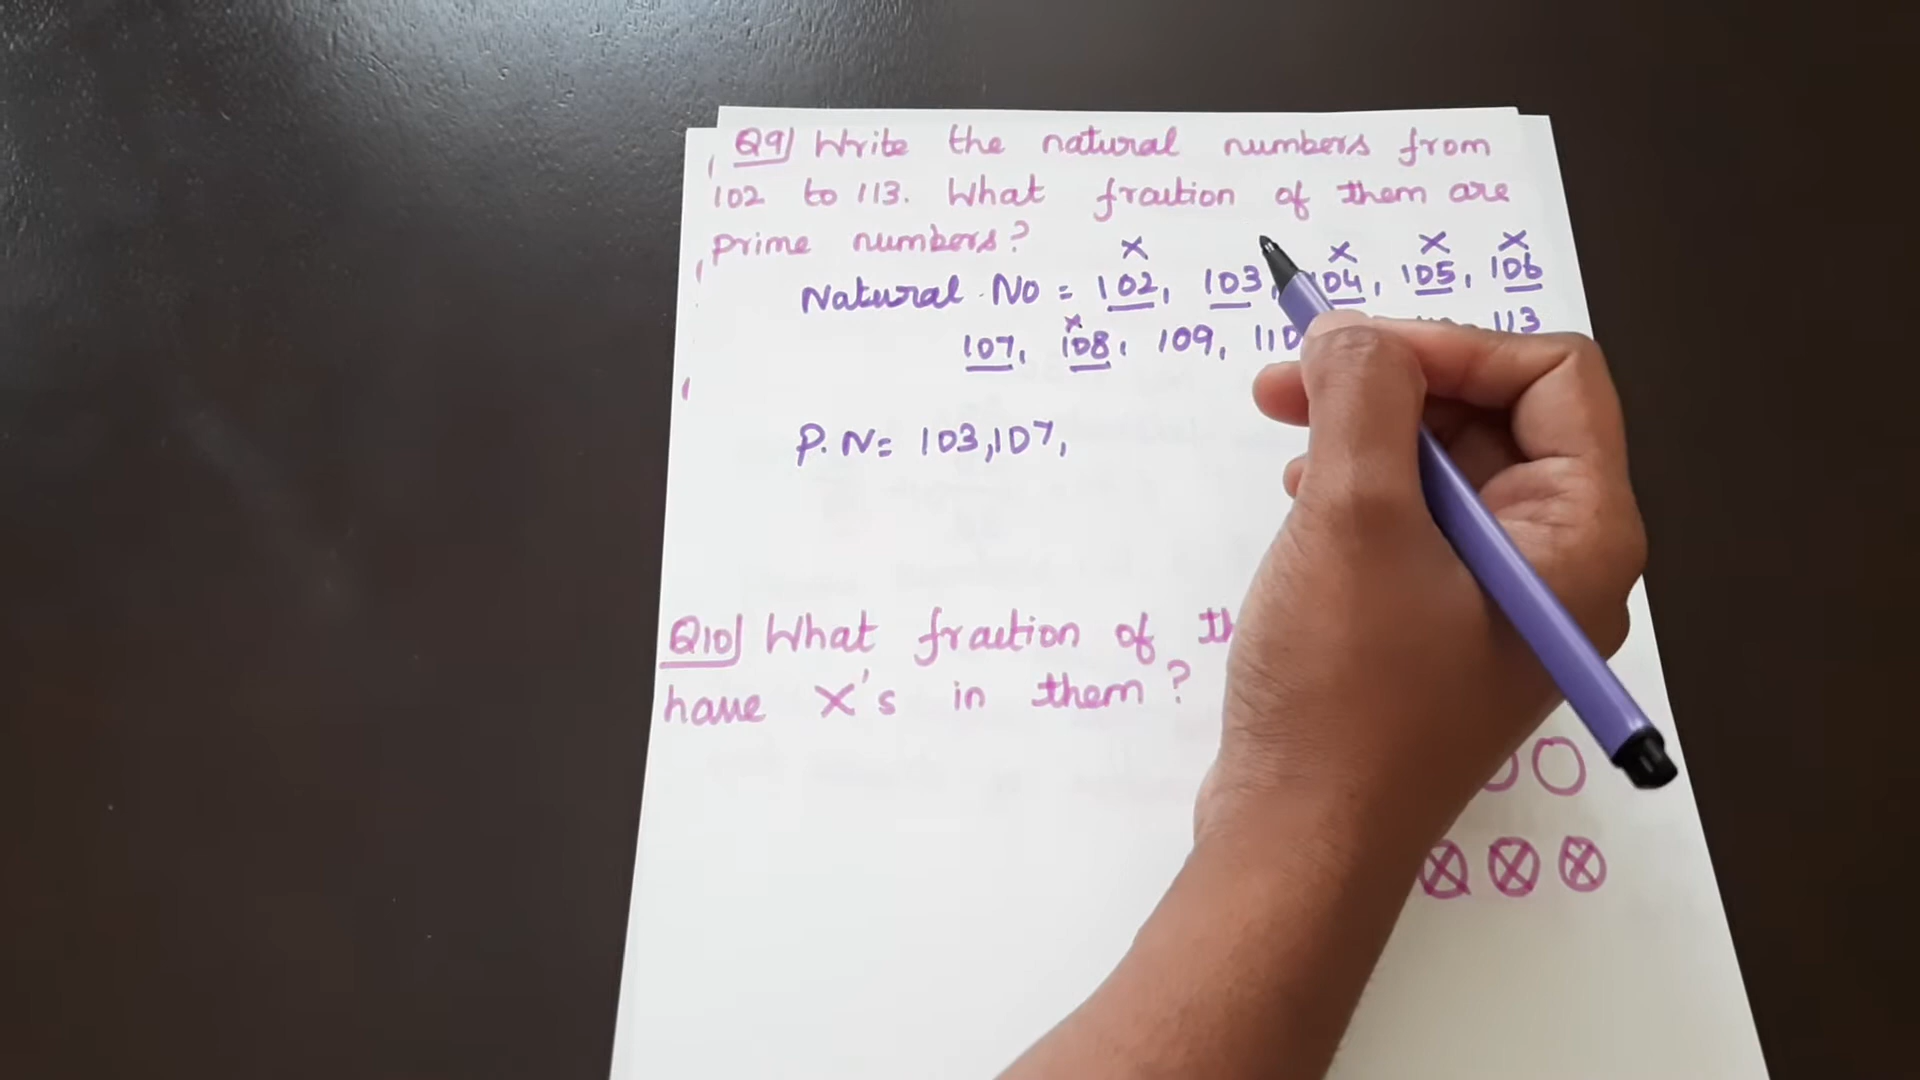 Q9) Write the natural numbers from
102 to 113. What fraction of them are
prime numbers?
Natural No = 102, 103, 104, 105, 106
107, 108, 109, 110 113
P.N = 103,107,
Q10) What fraction of
have X's in them?